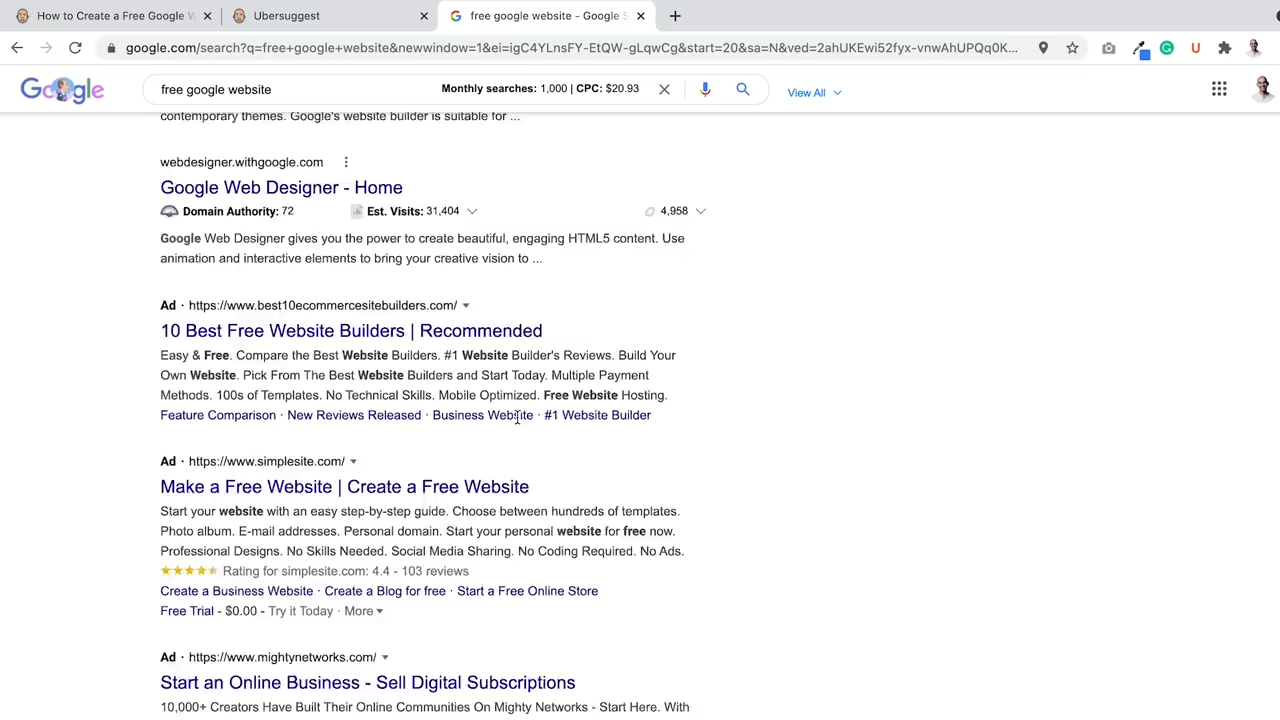 How to Create a Free Google W
Ubersuggest
free google website - Google S
google.com/search?q=free+google+website&newwindow=1&ei=igC4YLnsFY-EtQW-gLqwCg&start=20&sa=N&ved=2ahUKEwi52fyx-vnwAhUPQq0K...
Google
free google website
Monthly searches: 1,000 | CPC: $20.93
View All
contemporary themes. Google's website builder is suitable for ...
webdesigner.withgoogle.com
Google Web Designer - Home
Domain Authority: 72 Est. Visits: 31,404 4,958
Google Web Designer gives you the power to create beautiful, engaging HTML5 content. Use
animation and interactive elements to bring your creative vision to ...
Ad · https://www.best10ecommercesitebuilders.com/
10 Best Free Website Builders | Recommended
Easy & Free. Compare the Best Website Builders. #1 Website Builder's Reviews. Build Your
Own Website. Pick From The Best Website Builders and Start Today. Multiple Payment
Methods. 100s of Templates. No Technical Skills. Mobile Optimized. Free Website Hosting.
Feature Comparison · New Reviews Released · Business Website · #1 Website Builder
Ad · https://www.simplesite.com/
Make a Free Website | Create a Free Website
Start your website with an easy step-by-step guide. Choose between hundreds of templates.
Photo album. E-mail addresses. Personal domain. Start your personal website for free now.
Professional Designs. No Skills Needed. Social Media Sharing. No Coding Required. No Ads.
Rating for simplesite.com: 4.4 - 103 reviews
Create a Business Website · Create a Blog for free · Start a Free Online Store
Free Trial - $0.00 - Try it Today · More
Ad · https://www.mightynetworks.com/
Start an Online Business - Sell Digital Subscriptions
10,000+ Creators Have Built Their Online Communities On Mighty Networks - Start Here. With